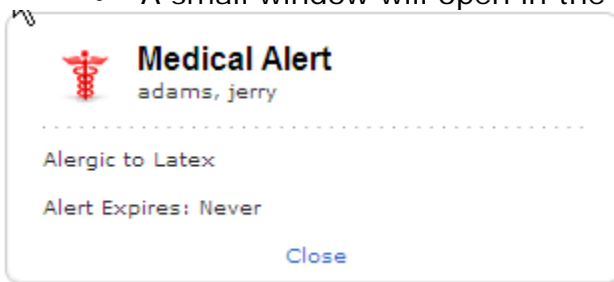 A small window will open in the
Medical Alert
adams, jerry
Alergic to Latex
Alert Expires: Never
Close